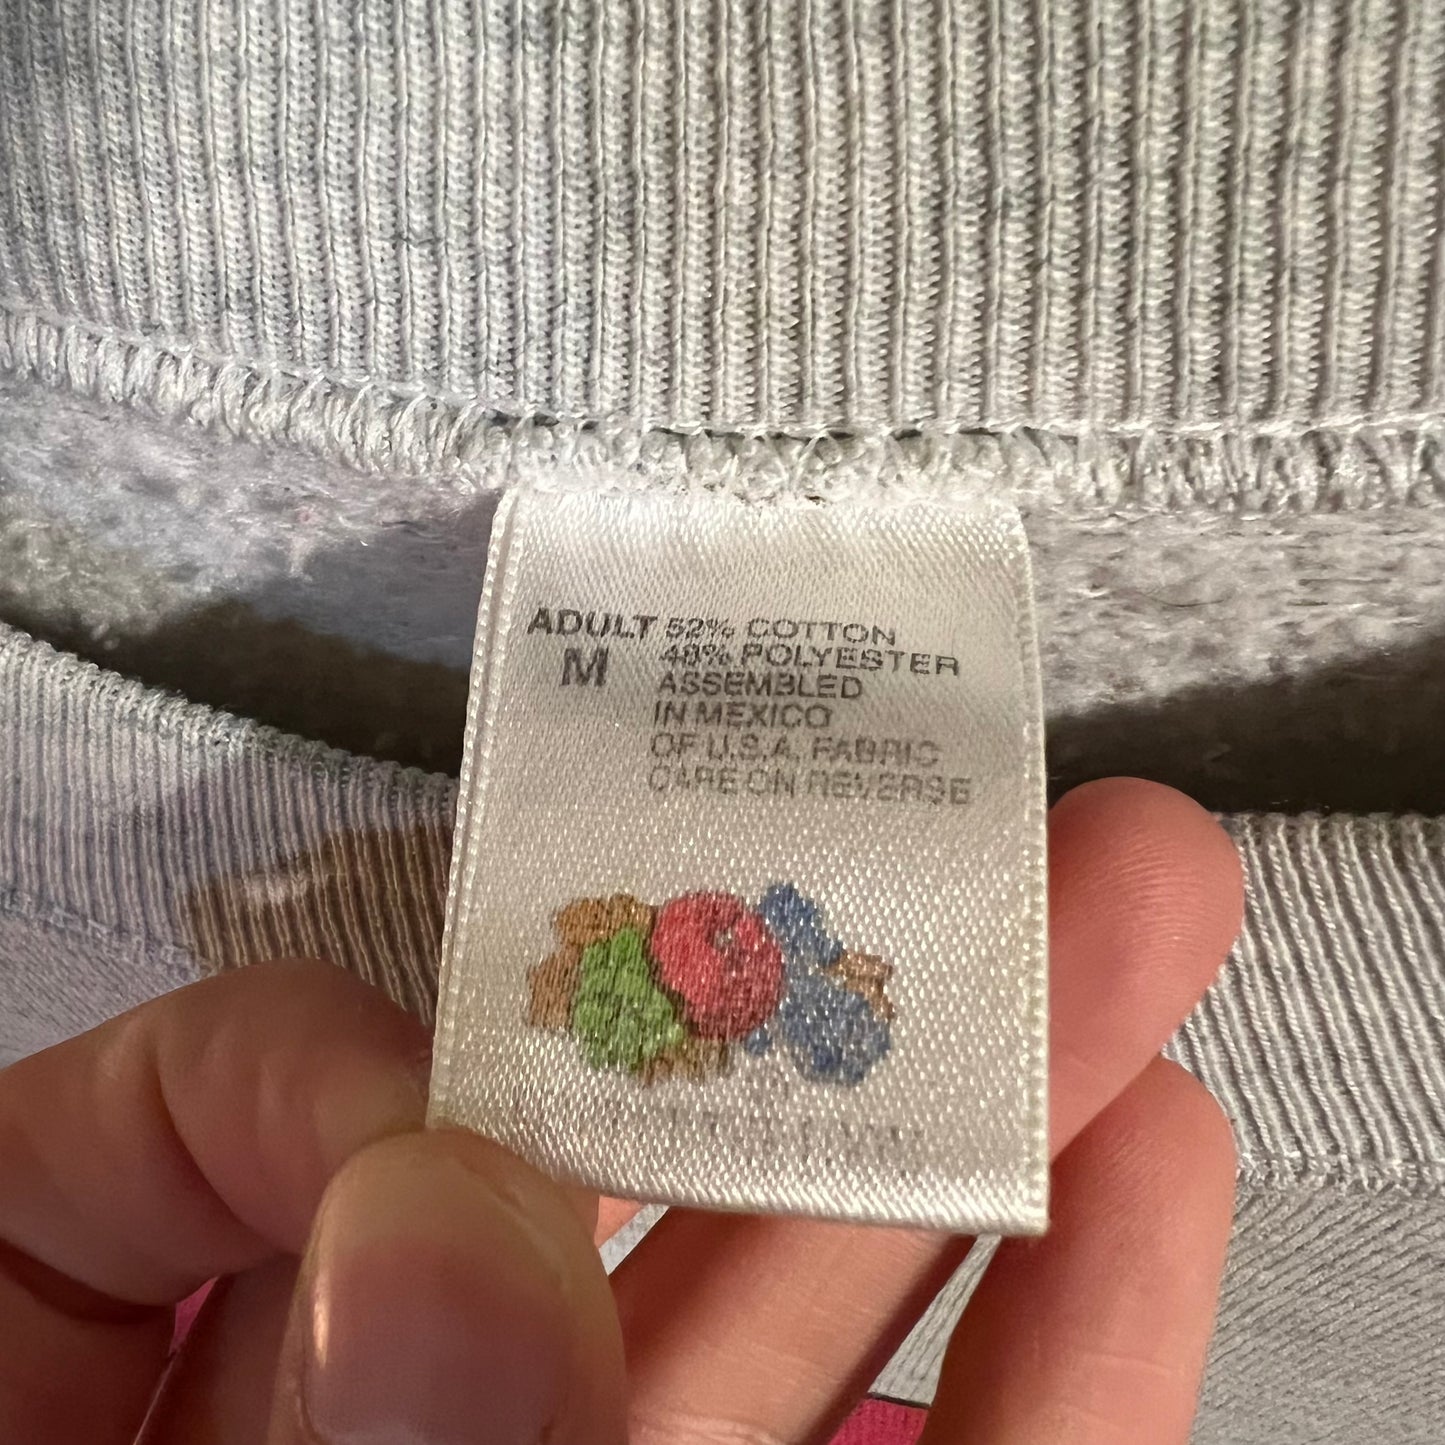 ADULT 52% COTTON
M 48% POLYESTER
ASSEMBLED
IN MEXICO
OF U.S.A. FABRIC
CARE ON REVERSE